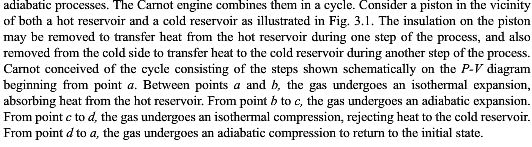 adiabatic processes. The Carnot engine combines them in a cycle. Consider a piston in the vicinity
of both a hot reservoir and a cold reservoir as illustrated in Fig. 3.1. The insulation on the piston
may be removed to transfer heat from the hot reservoir during one step of the process, and also
removed from the cold side to transfer heat to the cold reservoir during another step of the process.
Carnot conceived of the cycle consisting of the steps shown schematically on the P-V diagram
beginning from point a. Between points a and b, the gas undergoes an isothermal expansion,
absorbing heat from the hot reservoir. From point b to c, the gas undergoes an adiabatic expansion.
From point c to d, the gas undergoes an isothermal compression, rejecting heat to the cold reservoir.
From point d to a, the gas undergoes an adiabatic compression to return to the initial state.